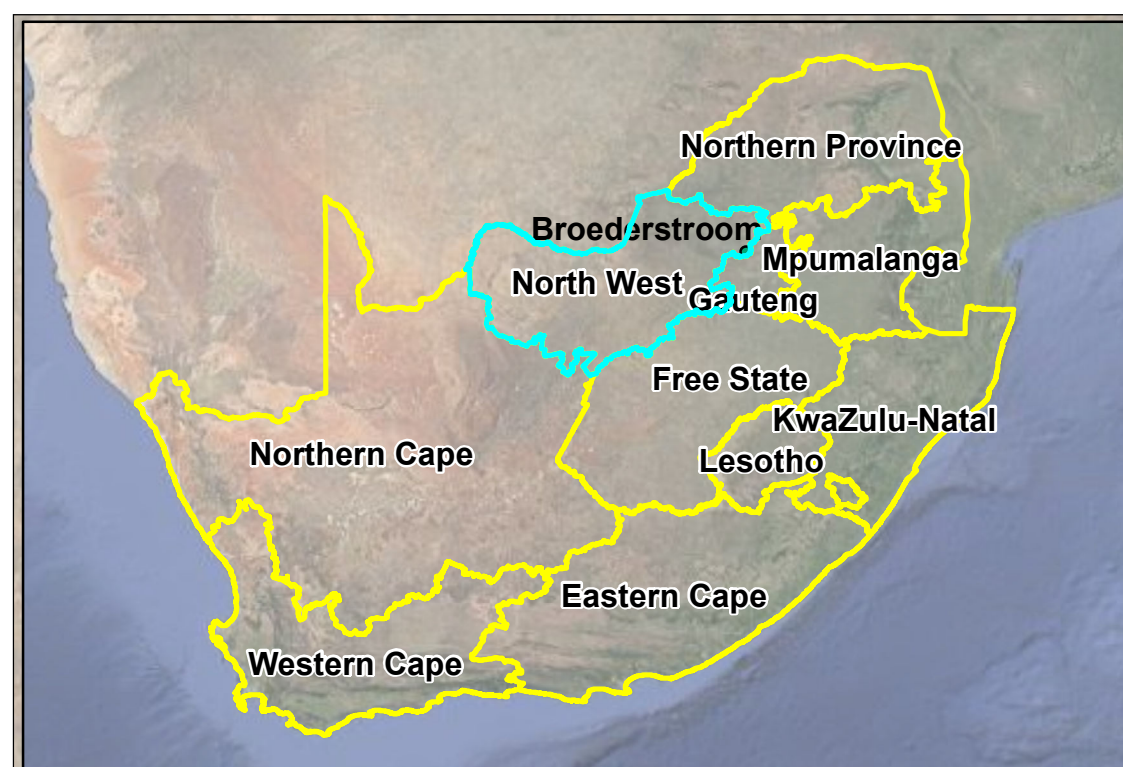 Northern Province
Broederstroom
Mpumalanga
North West
Gauteng
Free State
KwaZulu-Natal
Northern Cape
Lesotho
Eastern Cape
Western Cape